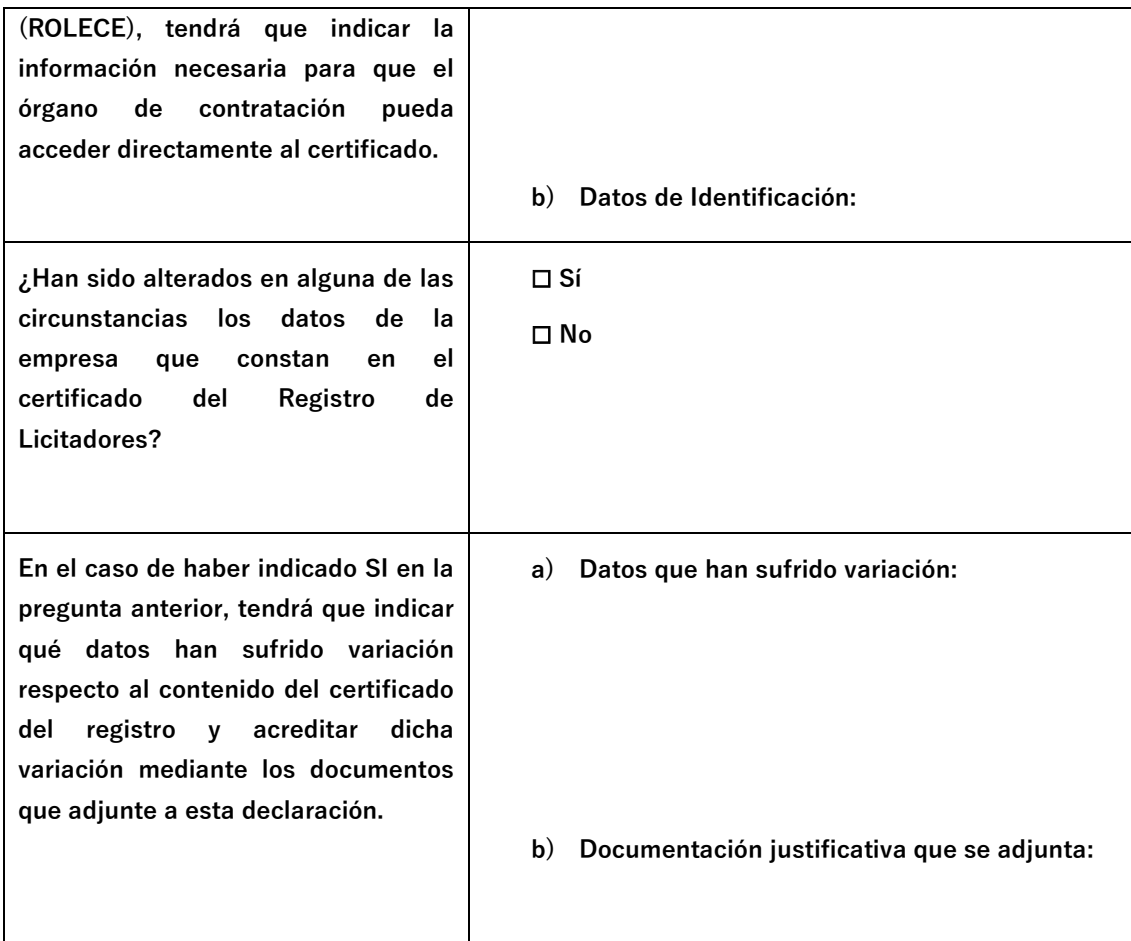 (ROLECE), tendrá que indicar la
información necesaria para que el
órgano de contratación pueda
acceder directamente al certificado.
b) Datos de Identificación:
¿Han sido alterados en alguna de las
circunstancias los datos de la
empresa que constan en el
certificado del Registro de
Licitadores?
☐ Sí
☐ No
En el caso de haber indicado SI en la
pregunta anterior, tendrá que indicar
qué datos han sufrido variación
respecto al contenido del certificado
del registro y acreditar dicha
variación mediante los documentos
que adjunte a esta declaración.
a) Datos que han sufrido variación:
b) Documentación justificativa que se adjunta: